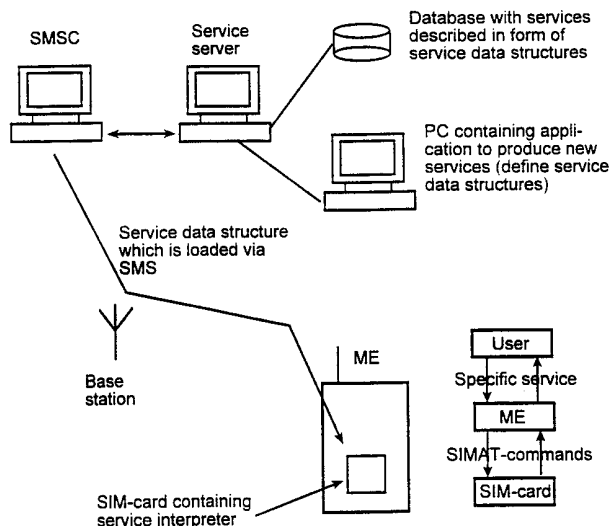 SMSC
Service
server
Database with services
described in form of
service data structures
PC containing appli-
cation to produce new
services (define service
data structures)
Service data structure
which is loaded via
SMS
Base
station
ME
SIM-card containing
service interpreter
User
Specific service
ME
SIMAT-commands
SIM-card